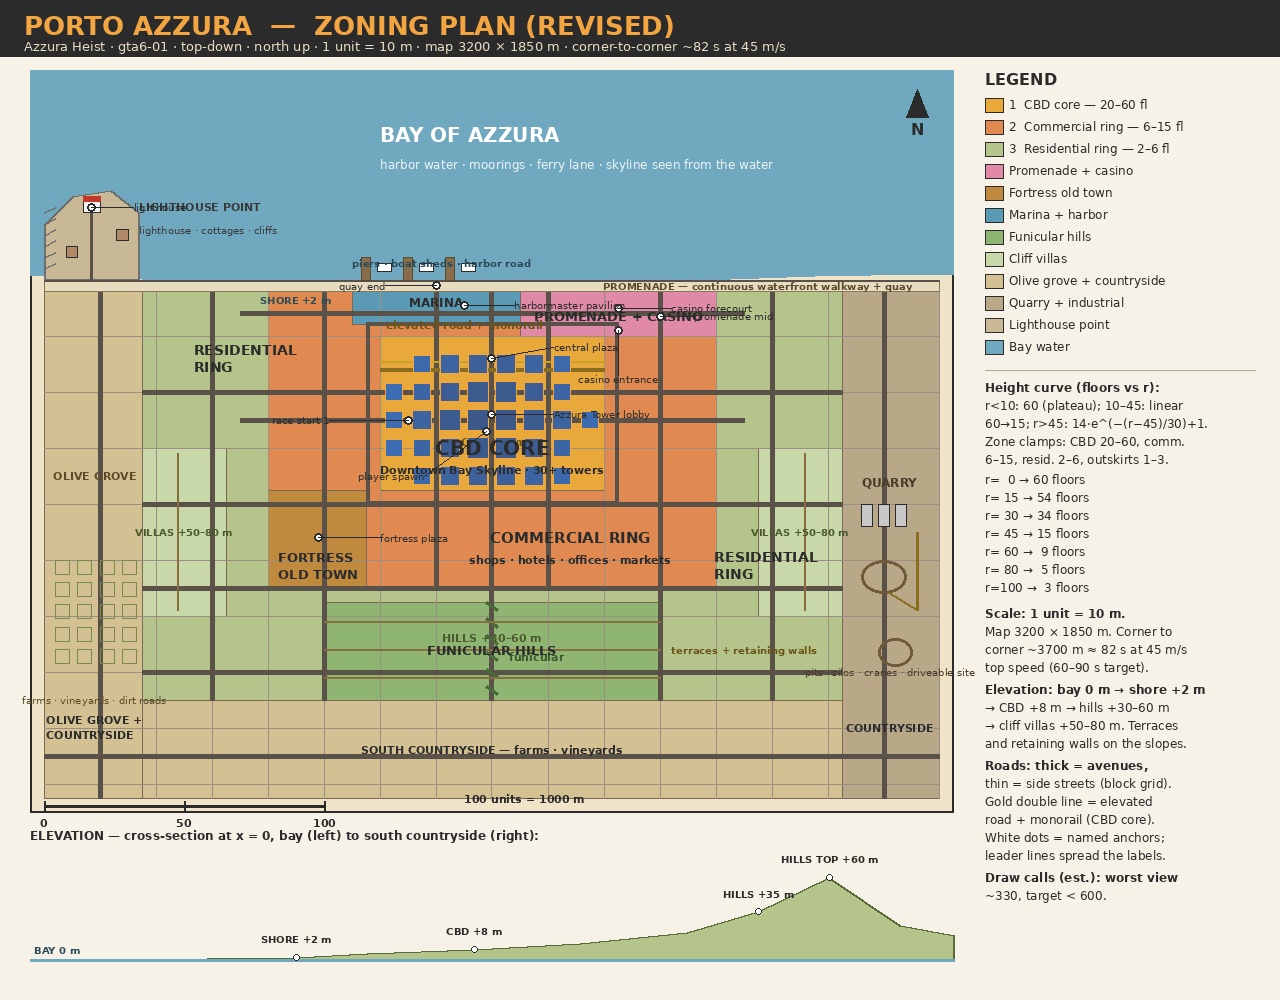 PORTO AZZURA — ZONING PLAN (REVISED)
Azzura Heist · gta6-01 · top-down · north up · 1 unit = 10 m · map 3200 × 1850 m · corner-to-corner ~82 s at 45 m/s
BAY OF AZZURA
harbor water · moorings · ferry lane · skyline seen from the water
N
lighthouse
LIGHTHOUSE POINT
lighthouse · cottages · cliffs
piers · boat sheds · harbor road
quay end
PROMENADE — continuous waterfront walkway + quay
SHORE +2 m
MARINA
harbormaster pavilion
casino forecourt
PROMENADE + CASINO
promenade mid
elevated road + monorail
RESIDENTIAL
RING
central plaza
casino entrance
race start 1
Azzura Tower lobby
CBD CORE
Downtown Bay Skyline · 30+ towers
player spawn
OLIVE GROVE
QUARRY
VILLAS +50–80 m
VILLAS +50–80 m
fortress plaza
COMMERCIAL RING
shops · hotels · offices · markets
FORTRESS
OLD TOWN
RESIDENTIAL
RING
HILLS +30–60 m
FUNICULAR HILLS
funicular
terraces + retaining walls
pits · silos · cranes · driveable site
farms · vineyards · dirt roads
OLIVE GROVE +
COUNTRYSIDE
COUNTRYSIDE
SOUTH COUNTRYSIDE — farms · vineyards
100 units = 1000 m
0 50 100
ELEVATION — cross-section at x = 0, bay (left) to south countryside (right):
HILLS TOP +60 m
HILLS +35 m
CBD +8 m
SHORE +2 m
BAY 0 m
LEGEND
1 CBD core — 20–60 fl
2 Commercial ring — 6–15 fl
3 Residential ring — 2–6 fl
Promenade + casino
Fortress old town
Marina + harbor
Funicular hills
Cliff villas
Olive grove + countryside
Quarry + industrial
Lighthouse point
Bay water
Height curve (floors vs r):
r<10: 60 (plateau); 10–45: linear
60→15; r>45: 14·e^(−(r−45)/30)+1.
Zone clamps: CBD 20–60, comm.
6–15, resid. 2–6, outskirts 1–3.
r= 0 → 60 floors
r= 15 → 54 floors
r= 30 → 34 floors
r= 45 → 15 floors
r= 60 → 9 floors
r= 80 → 5 floors
r=100 → 3 floors
Scale: 1 unit = 10 m.
Map 3200 × 1850 m. Corner to
corner ~3700 m ≈ 82 s at 45 m/s
top speed (60–90 s target).
Elevation: bay 0 m → shore +2 m
→ CBD +8 m → hills +30–60 m
→ cliff villas +50–80 m. Terraces
and retaining walls on the slopes.
Roads: thick = avenues,
thin = side streets (block grid).
Gold double line = elevated
road + monorail (CBD core).
White dots = named anchors;
leader lines spread the labels.
Draw calls (est.): worst view
~330, target < 600.